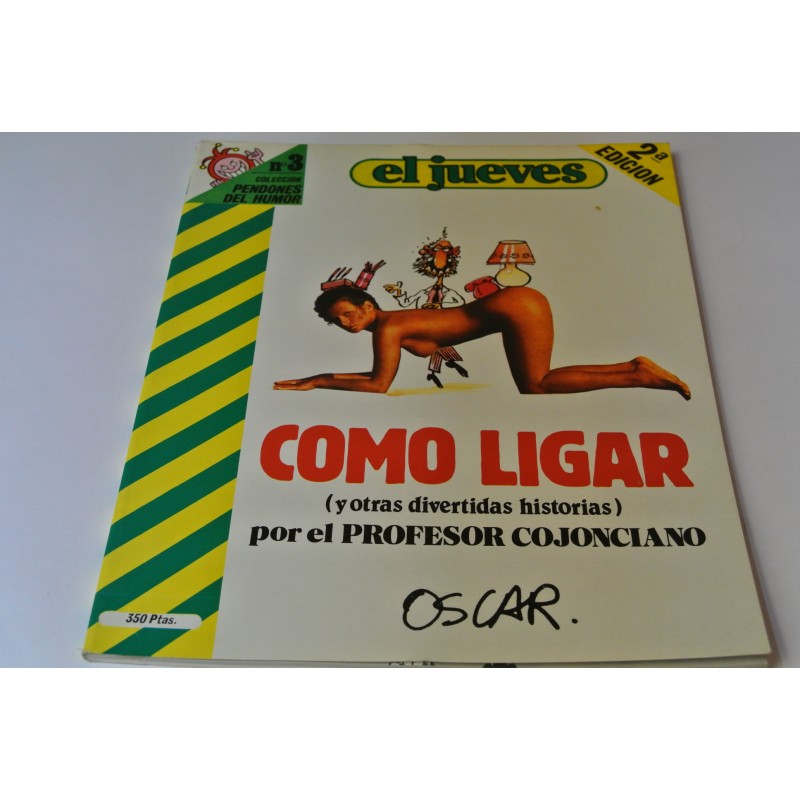 nº3
COLECCION
PENDONES
DEL HUMOR
el jueves
2ª
EDICION
COMO LIGAR
(y otras divertidas historias)
por el PROFESOR COJONCIANO
OSCAR.
350 Ptas.